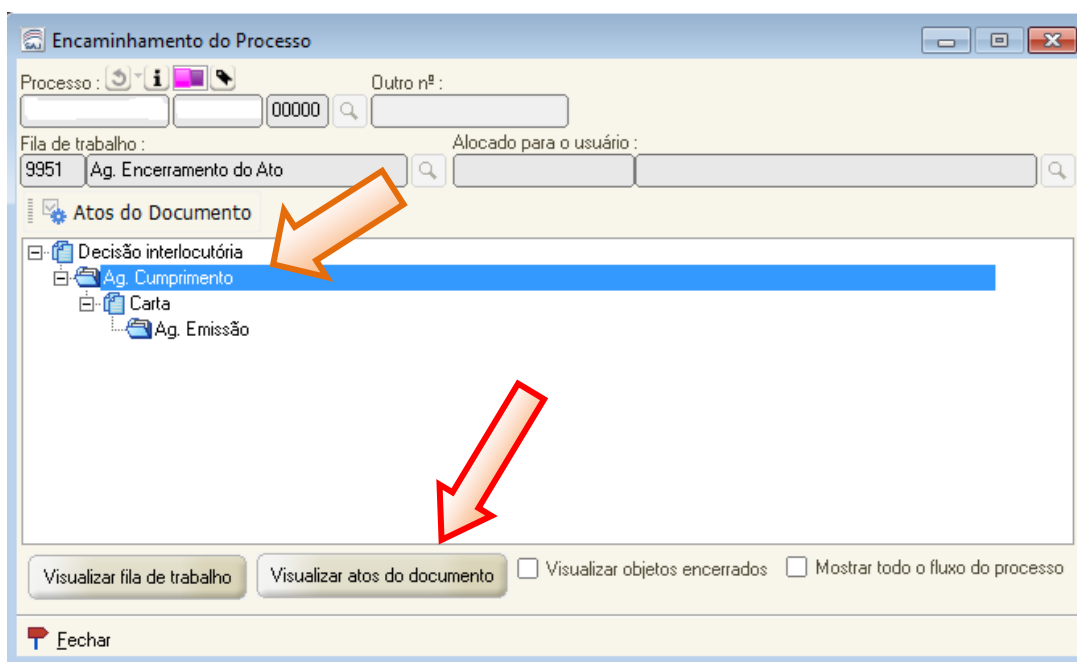 Encaminhamento do Processo
Processo : Outro nº :
00000
Fila de trabalho : Alocado para o usuário :
9951 Ag. Encerramento do Ato
Atos do Documento
Decisão interlocutória
Ag. Cumprimento
Carta
Ag. Emissão
Visualizar fila de trabalho Visualizar atos do documento Visualizar objetos encerrados Mostrar todo o fluxo do processo
Fechar